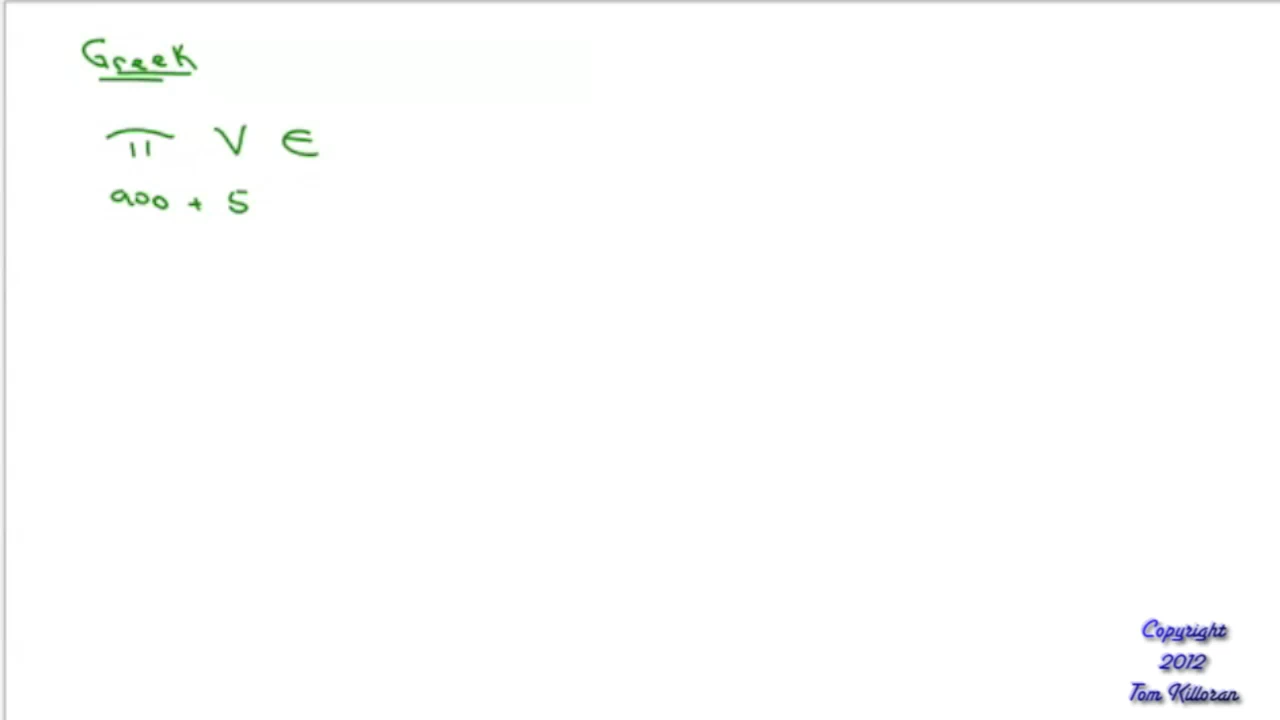 Greek
π ν ϵ
900 + 5
Copyright
2012
Tom Killoran